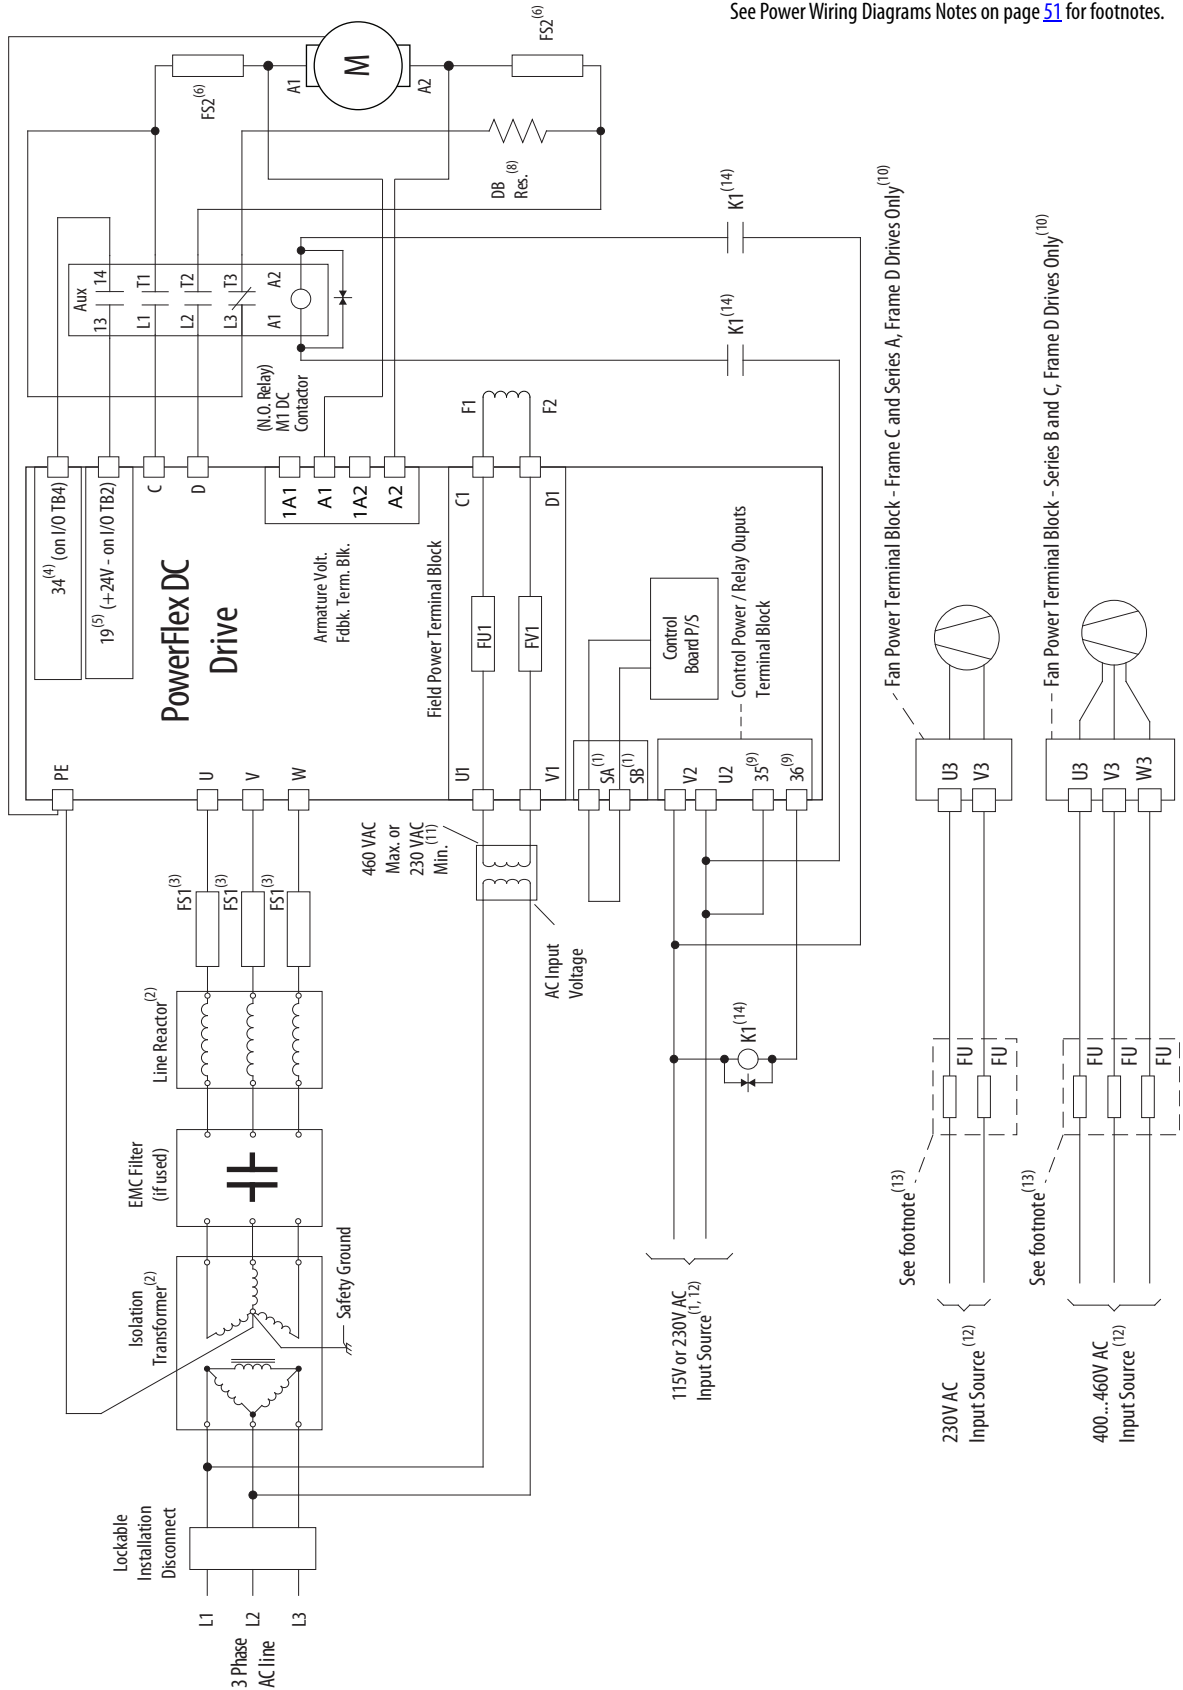 See Power Wiring Diagrams Notes on page 51 for footnotes.
3 Phase
AC line
L1
L2
L3
Lockable
Installation
Disconnect
Isolation
Transformer(2)
Safety Ground
EMC Filter
(if used)
Line Reactor(2)
FS1(3)
FS1(3)
FS1(3)
PE
U
V
W
PowerFlex DC
Drive
34(4) (on I/O TB4)
19(5) (+24V - on I/O TB2)
C
D
Aux
13
14
L1
T1
L2
T2
L3
T3
A1
A2
(N.O. Relay)
M1 DC
Contactor
FS2(6)
A1
M
A2
FS2(6)
DB
Res.(8)
Armature Volt.
Fdbk. Term. Blk.
1A1
A1
1A2
A2
Field Power Terminal Block
U1
V1
FU1
FV1
C1
D1
F1
F2
460 VAC
Max. or
230 VAC
Min.(11)
AC Input
Voltage
SA(1)
SB(1)
Control
Board P/S
V2
U2
35(9)
36(9)
Control Power / Relay Ouputs
Terminal Block
K1(14)
K1(14)
K1(14)
115V or 230V AC
Input Source(1, 12)
230V AC
Input Source(12)
See footnote(13)
FU
FU
U3
V3
Fan Power Terminal Block - Frame C and Series A, Frame D Drives Only(10)
400...460V AC
Input Source(12)
See footnote(13)
FU
FU
FU
U3
V3
W3
Fan Power Terminal Block - Series B and C, Frame D Drives Only(10)